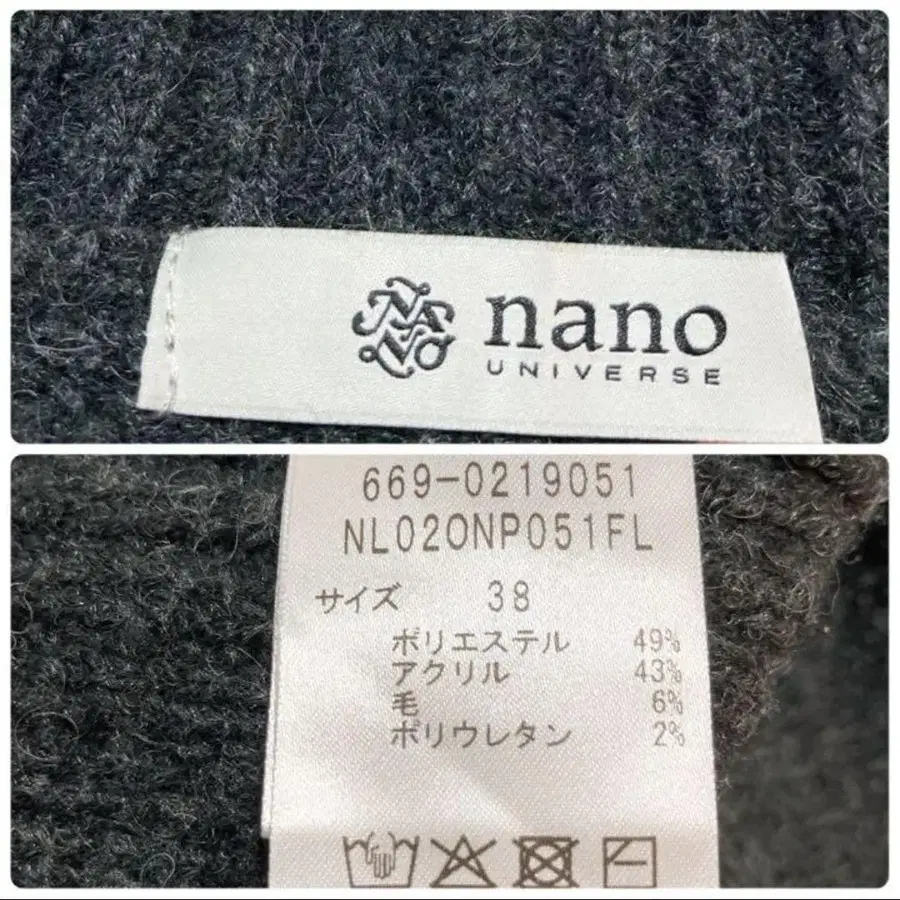 nano
UNIVERSE
669-0219051
NL020NP051FL
サイズ 38
ポリエステル 49%
アクリル 43%
毛 6%
ポリウレタン 2%